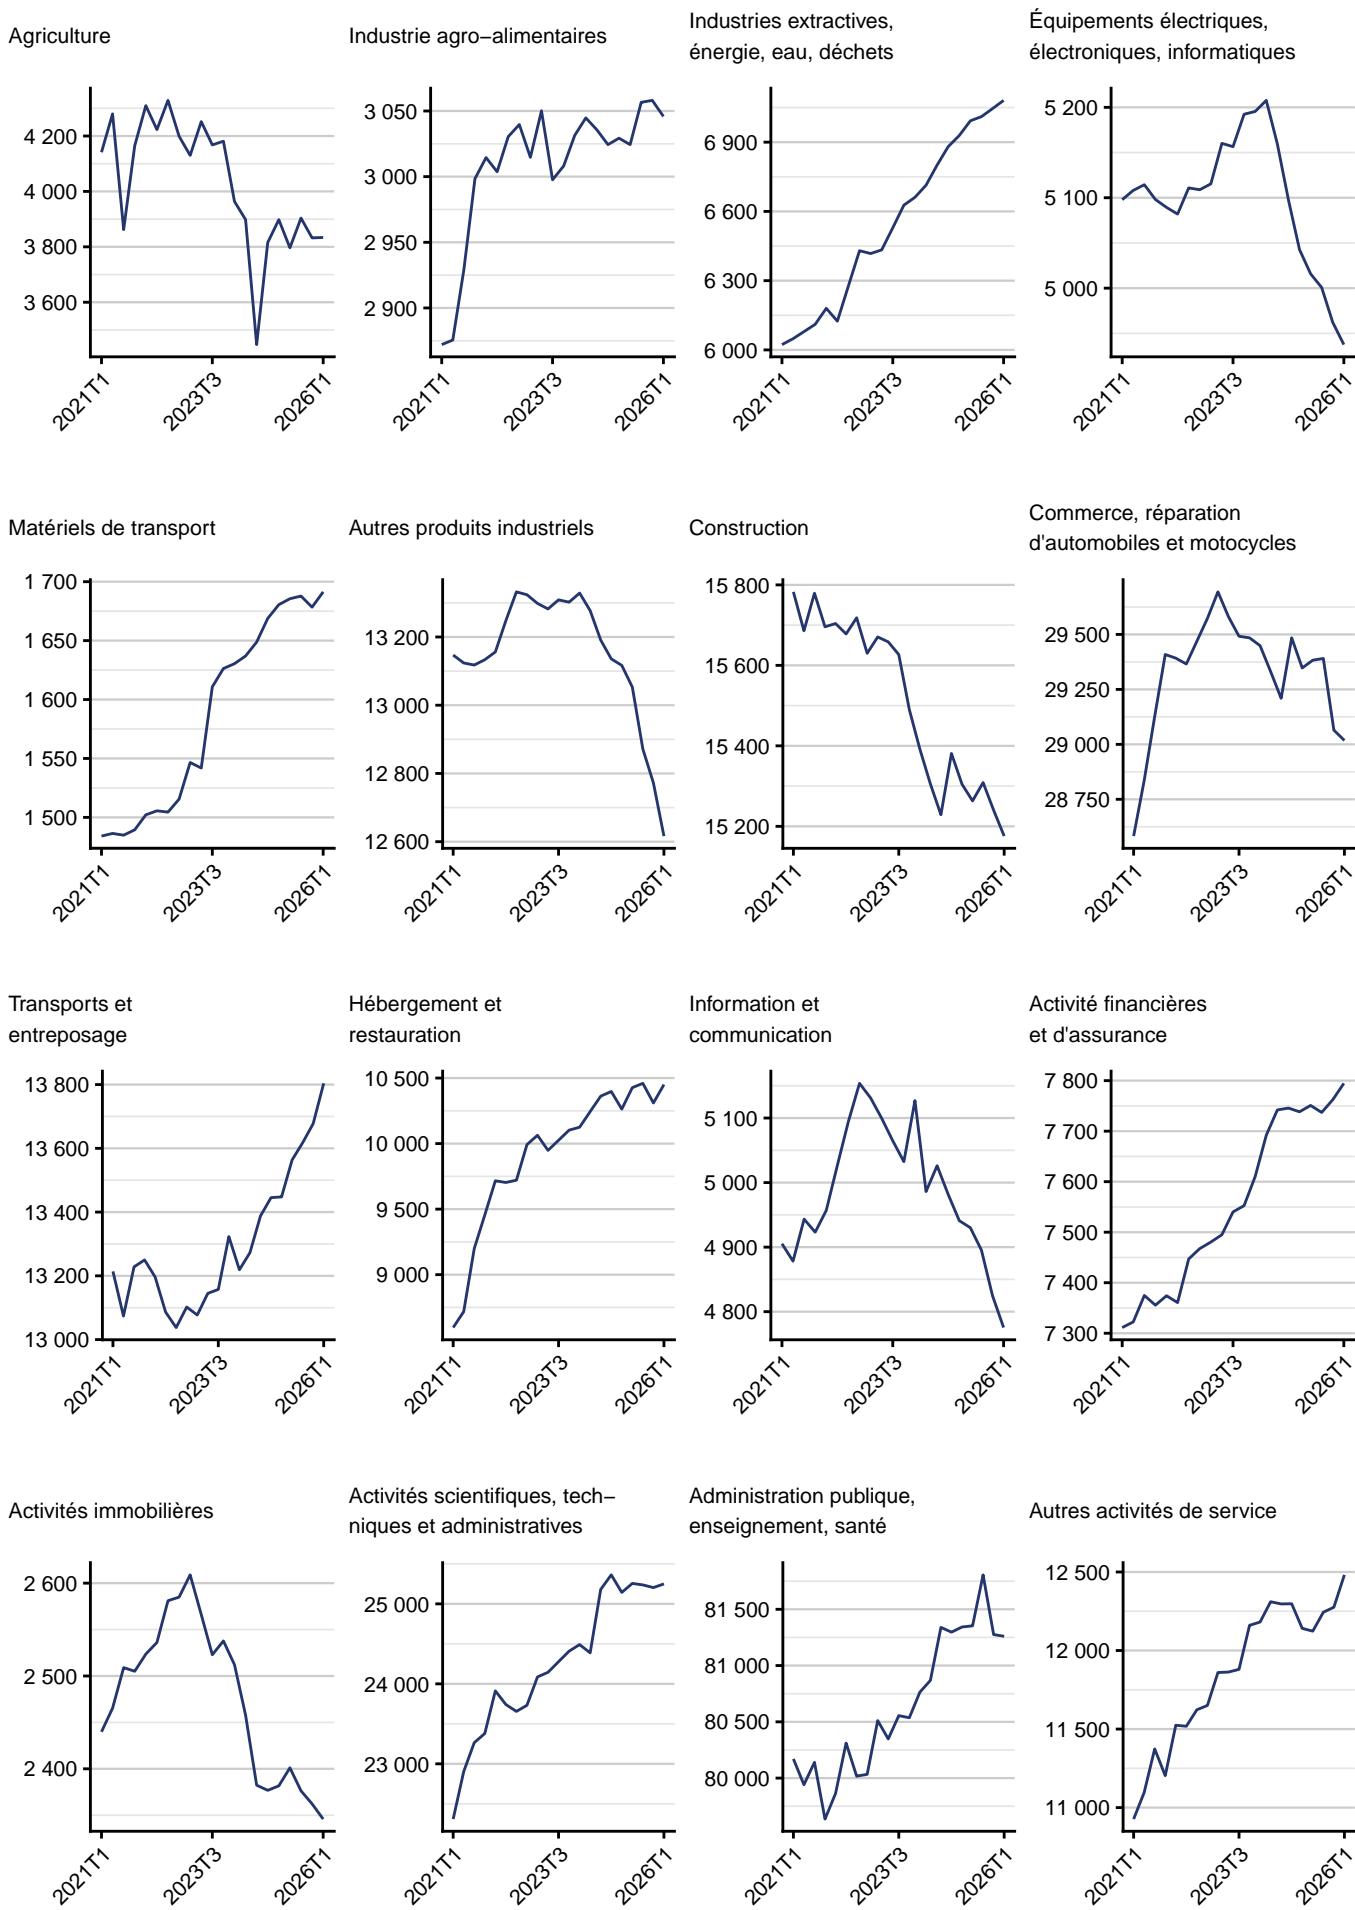 Agriculture
4 200
4 000
3 800
3 600
2021T1
2023T3
2026T1
Industrie agro−alimentaires
3 050
3 000
2 950
2 900
2021T1
2023T3
2026T1
Industries extractives,
énergie, eau, déchets
6 900
6 600
6 300
6 000
2021T1
2023T3
2026T1
Équipements électriques,
électroniques, informatiques
5 200
5 100
5 000
2021T1
2023T3
2026T1
Matériels de transport
1 700
1 650
1 600
1 550
1 500
2021T1
2023T3
2026T1
Autres produits industriels
13 200
13 000
12 800
12 600
2021T1
2023T3
2026T1
Construction
15 800
15 600
15 400
15 200
2021T1
2023T3
2026T1
Commerce, réparation
d'automobiles et motocycles
29 500
29 250
29 000
28 750
2021T1
2023T3
2026T1
Transports et
entreposage
13 800
13 600
13 400
13 200
13 000
2021T1
2023T3
2026T1
Hébergement et
restauration
10 500
10 000
9 500
9 000
2021T1
2023T3
2026T1
Information et
communication
5 100
5 000
4 900
4 800
2021T1
2023T3
2026T1
Activité financières
et d'assurance
7 800
7 700
7 600
7 500
7 400
7 300
2021T1
2023T3
2026T1
Activités immobilières
2 600
2 500
2 400
2021T1
2023T3
2026T1
Activités scientifiques, tech−
niques et administratives
25 000
24 000
23 000
2021T1
2023T3
2026T1
Administration publique,
enseignement, santé
81 500
81 000
80 500
80 000
2021T1
2023T3
2026T1
Autres activités de service
12 500
12 000
11 500
11 000
2021T1
2023T3
2026T1